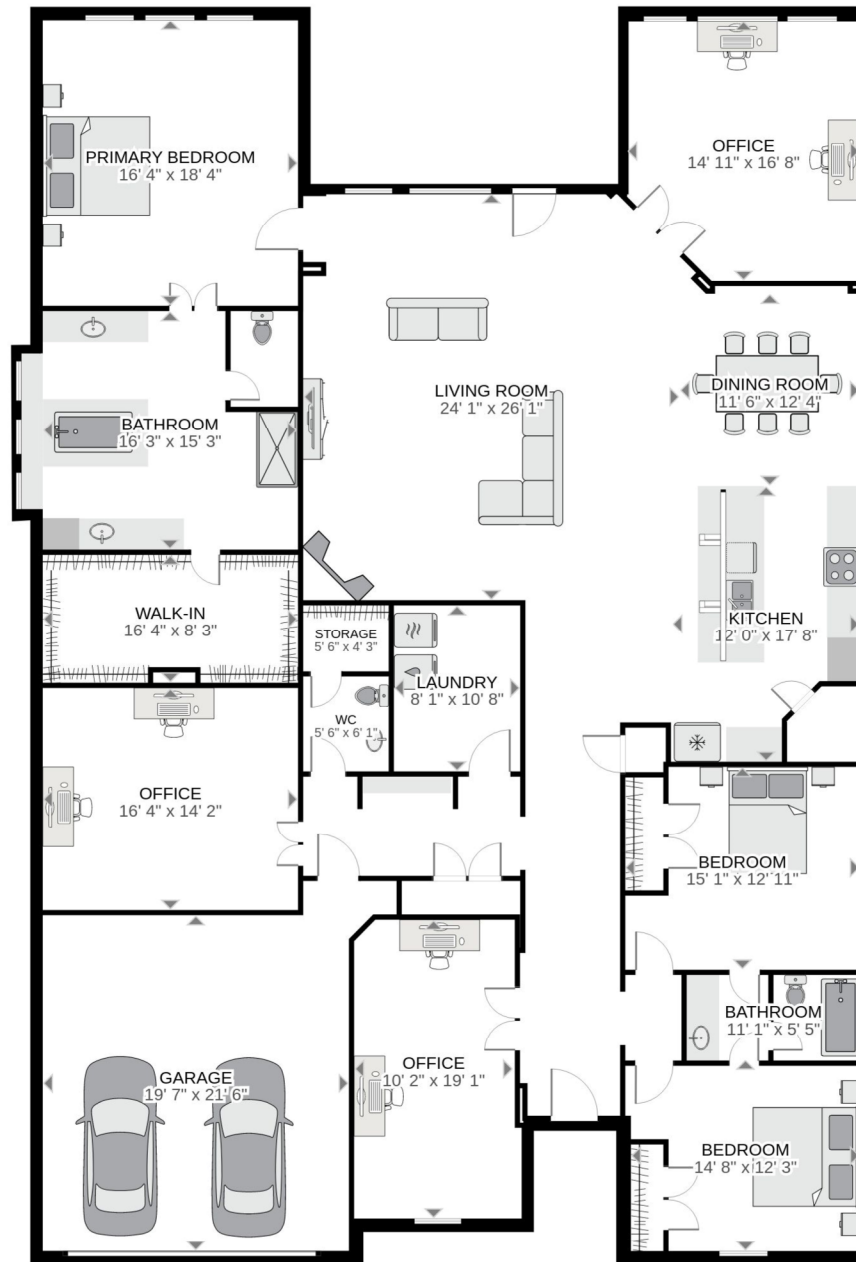 PRIMARY BEDROOM
16' 4" x 18' 4"
OFFICE
14' 11" x 16' 8"
LIVING ROOM
24' 1" x 26' 1"
DINING ROOM
11' 6" x 12' 4"
BATHROOM
16' 3" x 15' 3"
WALK-IN
16' 4" x 8' 3"
STORAGE
5' 6" x 4' 3"
KITCHEN
12' 0" x 17' 8"
LAUNDRY
8' 1" x 10' 8"
WC
5' 6" x 6' 1"
OFFICE
16' 4" x 14' 2"
BEDROOM
15' 1" x 12' 11"
BATHROOM
11' 1" x 5' 5"
OFFICE
10' 2" x 19' 1"
GARAGE
19' 7" x 21' 6"
BEDROOM
14' 8" x 12' 3"